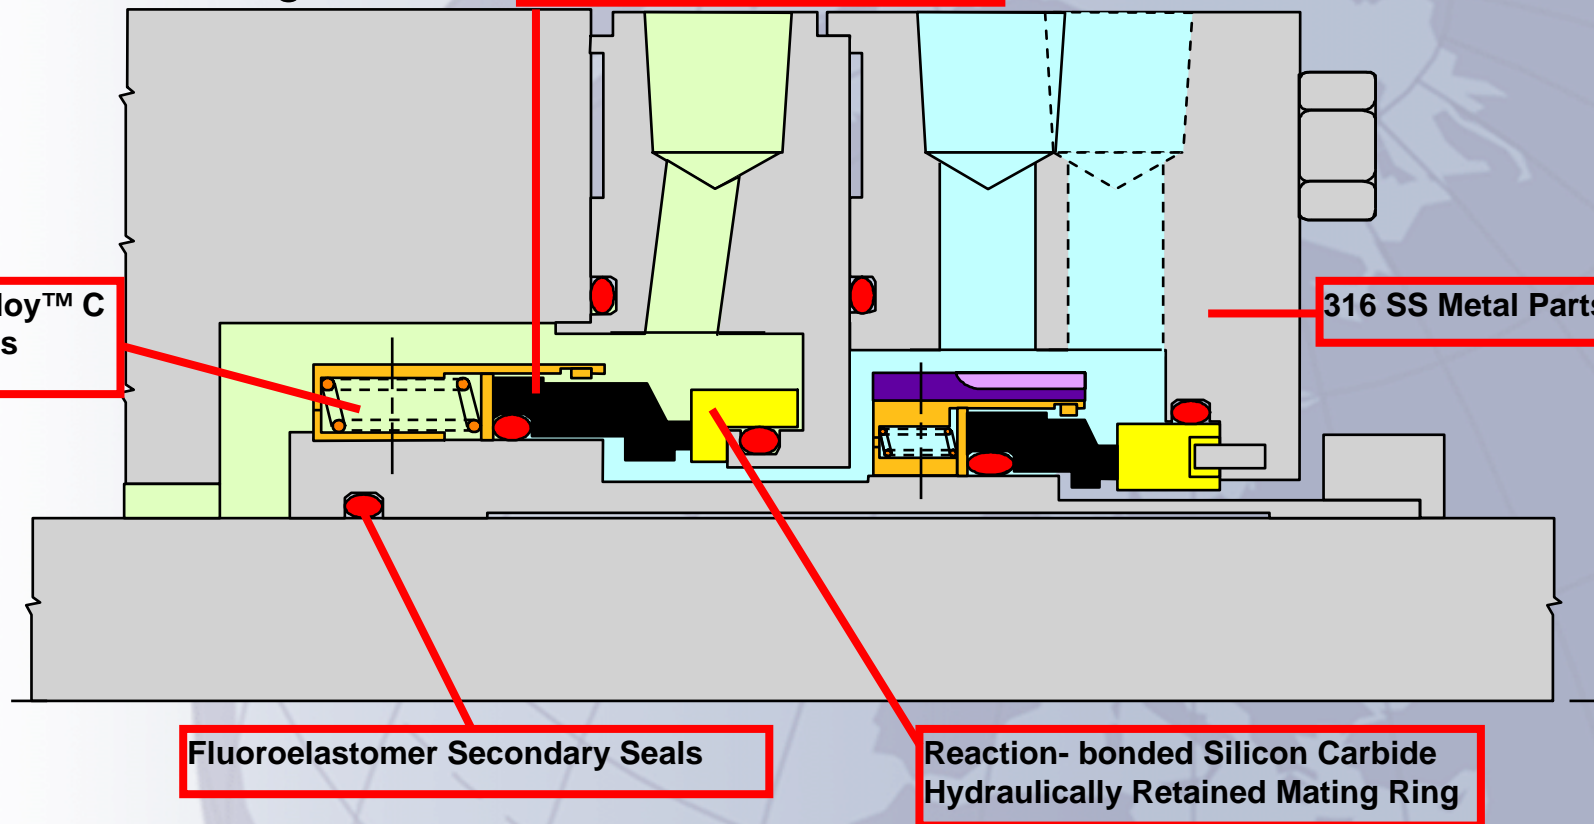 loy™ C
s
316 SS Metal Parts
Fluoroelastomer Secondary Seals
Reaction- bonded Silicon Carbide
Hydraulically Retained Mating Ring